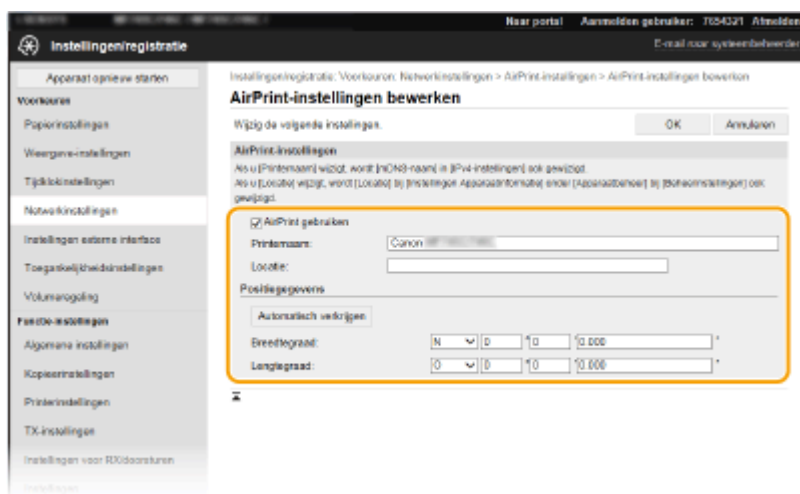 Naar portal Aanmelden gebruiker: 7654321 Afmelden
Instellingen/registratie
E-mail naar systeembeheerder
Apparaat opnieuw starten
Voorkeuren
Papierinstellingen
Weergave-instellingen
Tijdklokinstellingen
Netwerkinstellingen
Instellingen externe interface
Toegankelijkheidsinstellingen
Volumeregeling
Functie-instellingen
Algemene instellingen
Kopieerinstellingen
Printerinstellingen
TX-instellingen
Instellingen voor RX/doorsturen
Instellingen/registratie: Voorkeuren: Netwerkinstellingen > AirPrint-instellingen > AirPrint-instellingen bewerken
AirPrint-instellingen bewerken
Wijzig de volgende instellingen.
OK Annuleren
AirPrint-instellingen
Als u [Printernaam] wijzigt, wordt [mDNS-naam] in [IPv4-instellingen] ook gewijzigd.
Als u [Locatie] wijzigt, wordt [Locatie] bij [Instellingen Apparaatinformatie] onder [Apparaatbeheer] bij [Beheerinstellingen] ook
gewijzigd.
AirPrint gebruiken
Printernaam: Canon
Locatie:
Positiegegevens
Automatisch verkrijgen
Breedtegraad: N 0 ° 0 ' 0.000 "
Lengtegraad: O 0 ° 0 ' 0.000 "